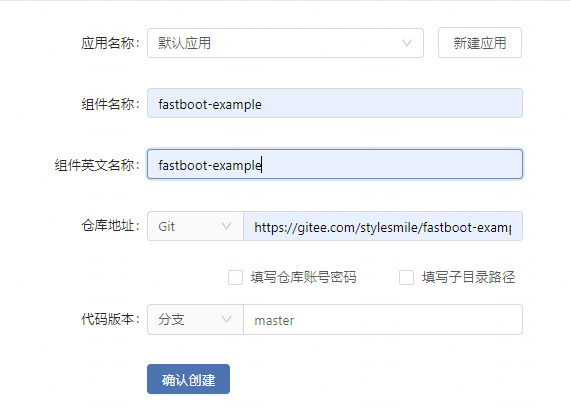 应用名称： 默认应用 新建应用
组件名称： fastboot-example
组件英文名称： fastboot-example
仓库地址： Git https://gitee.com/stylesmile/fastboot-examp
填写仓库账号密码 填写子目录路径
代码版本： 分支 master
确认创建